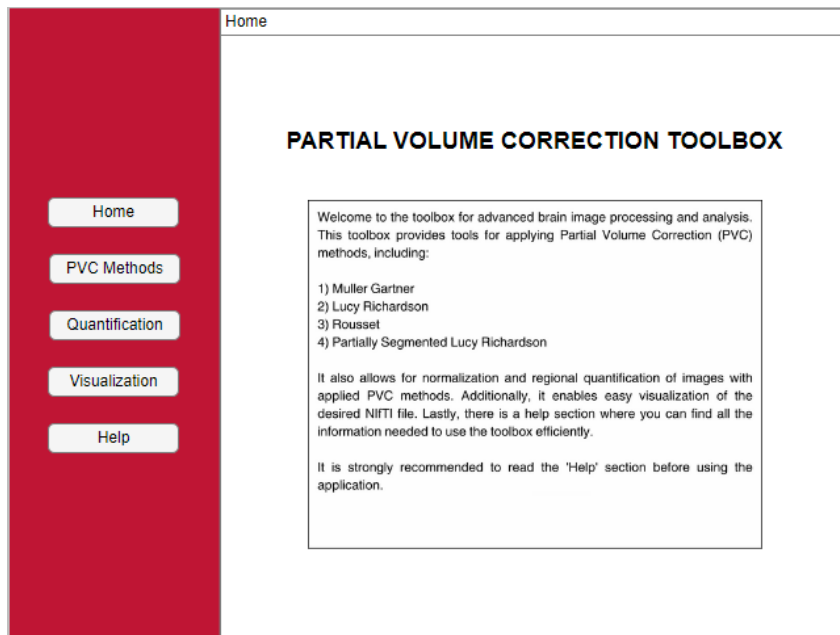 Home
PARTIAL VOLUME CORRECTION TOOLBOX
Home
PVC Methods
Quantification
Visualization
Help
Welcome to the toolbox for advanced brain image processing and analysis.
This toolbox provides tools for applying Partial Volume Correction (PVC)
methods, including:
1) Muller Gartner
2) Lucy Richardson
3) Rousset
4) Partially Segmented Lucy Richardson
It also allows for normalization and regional quantification of images with
applied PVC methods. Additionally, it enables easy visualization of the
desired NIfTI file. Lastly, there is a help section where you can find all the
information needed to use the toolbox efficiently.
It is strongly recommended to read the 'Help' section before using the
application.